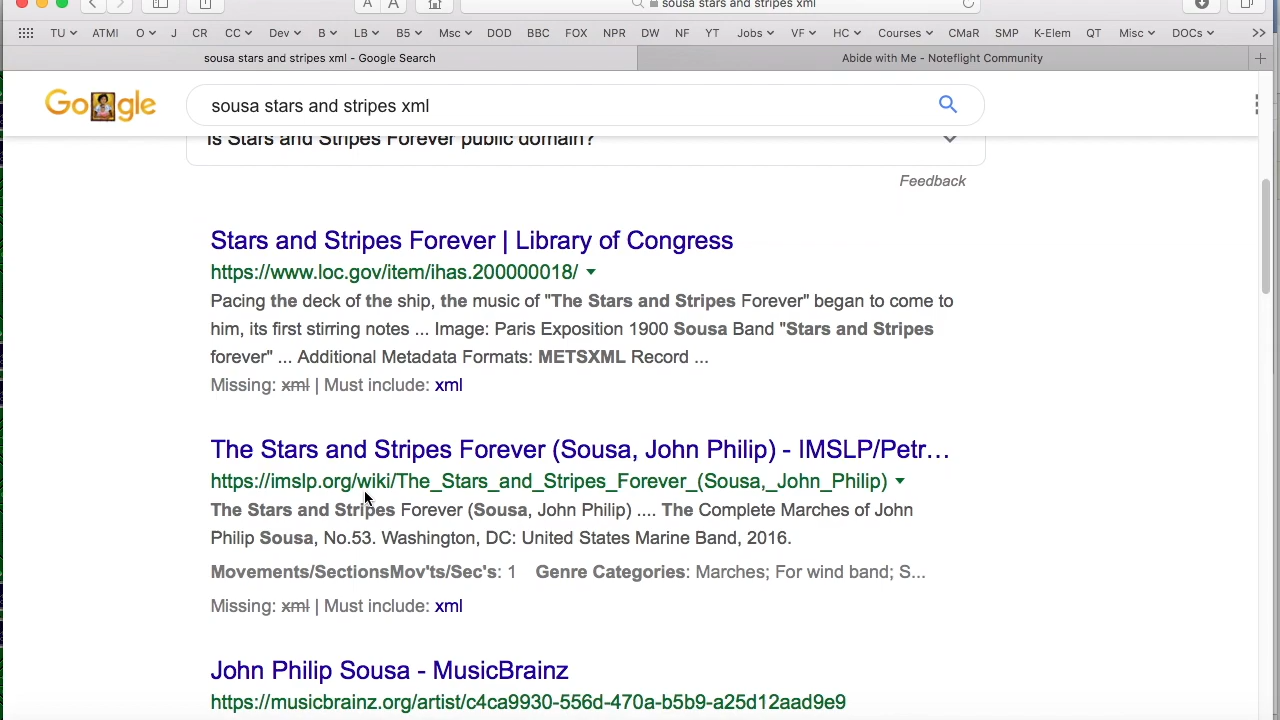 A A sousa stars and stripes xml
TU ATMI O J CR CC Dev B LB B5 Msc DOD BBC FOX NPR DW NF YT Jobs VF HC Courses CMaR SMP K-Elem QT Misc DOCs >>
sousa stars and stripes xml - Google Search Abide with Me - Noteflight Community
Google sousa stars and stripes xml
Is Stars and Stripes Forever public domain?
Feedback
Stars and Stripes Forever | Library of Congress
https://www.loc.gov/item/ihas.200000018/
Pacing the deck of the ship, the music of "The Stars and Stripes Forever" began to come to
him, its first stirring notes ... Image: Paris Exposition 1900 Sousa Band "Stars and Stripes
forever" ... Additional Metadata Formats: METSXML Record ...
Missing: xml | Must include: xml
The Stars and Stripes Forever (Sousa, John Philip) - IMSLP/Petr...
https://imslp.org/wiki/The_Stars_and_Stripes_Forever_(Sousa,_John_Philip)
The Stars and Stripes Forever (Sousa, John Philip) .... The Complete Marches of John
Philip Sousa, No.53. Washington, DC: United States Marine Band, 2016.
Movements/SectionsMov'ts/Sec's: 1 Genre Categories: Marches; For wind band; S...
Missing: xml | Must include: xml
John Philip Sousa - MusicBrainz
https://musicbrainz.org/artist/c4ca9930-556d-470a-b5b9-a25d12aad9e9